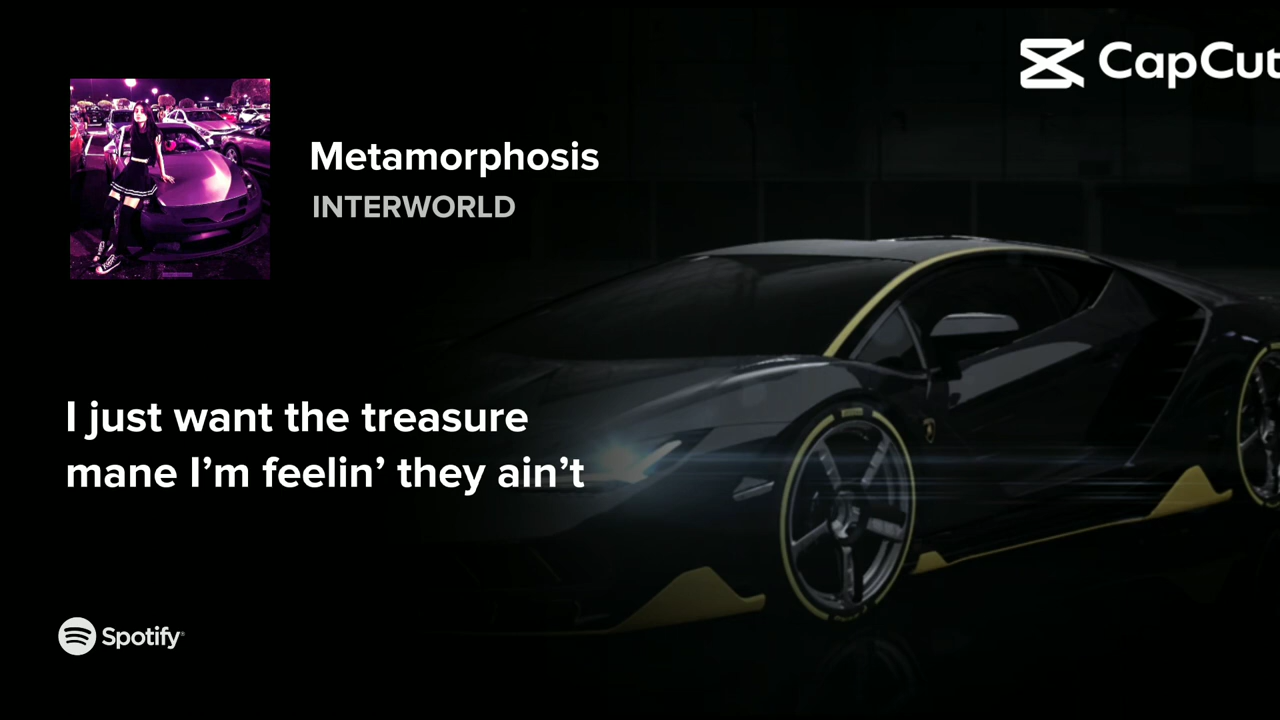 CapCut
Metamorphosis
INTERWORLD
I just want the treasure
mane I’m feelin’ they ain’t
Spotify